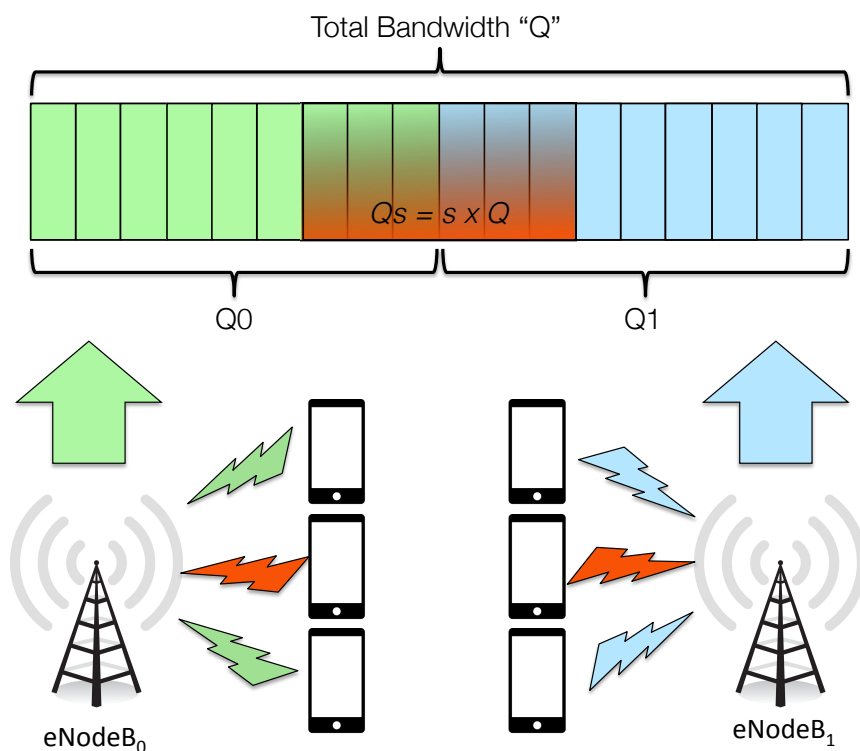 Total Bandwidth “Q”
Qs = s x Q
Q0
Q1
eNodeB₀
eNodeB₁